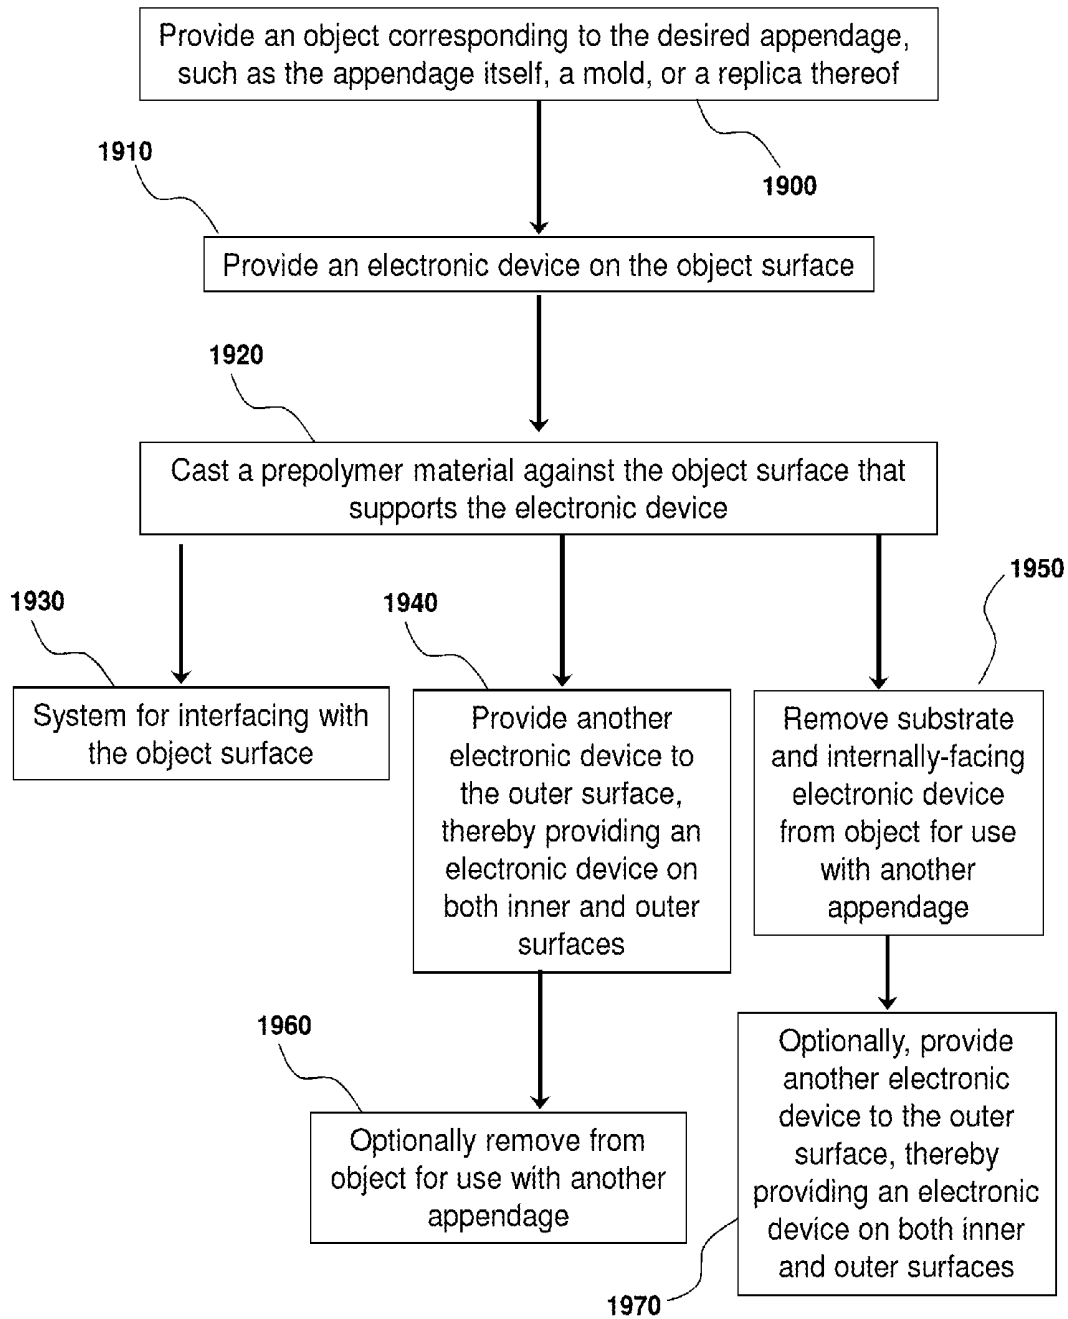 Provide an object corresponding to the desired appendage,
such as the appendage itself, a mold, or a replica thereof
1900
1910
Provide an electronic device on the object surface
1920
Cast a prepolymer material against the object surface that
supports the electronic device
1930
System for interfacing with
the object surface
1940
Provide another
electronic device to
the outer surface,
thereby providing an
electronic device on
both inner and outer
surfaces
1950
Remove substrate
and internally-facing
electronic device
from object for use
with another
appendage
1960
Optionally remove from
object for use with another
appendage
Optionally, provide
another electronic
device to the outer
surface, thereby
providing an electronic
device on both inner
and outer surfaces
1970